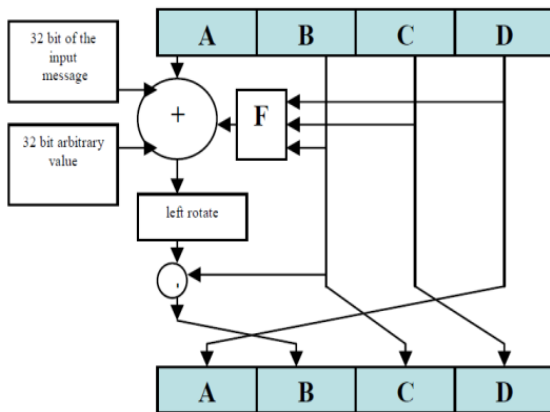 A B C D
32 bit of the
input
message
+
F
32 bit arbitrary
value
left rotate
A B C D